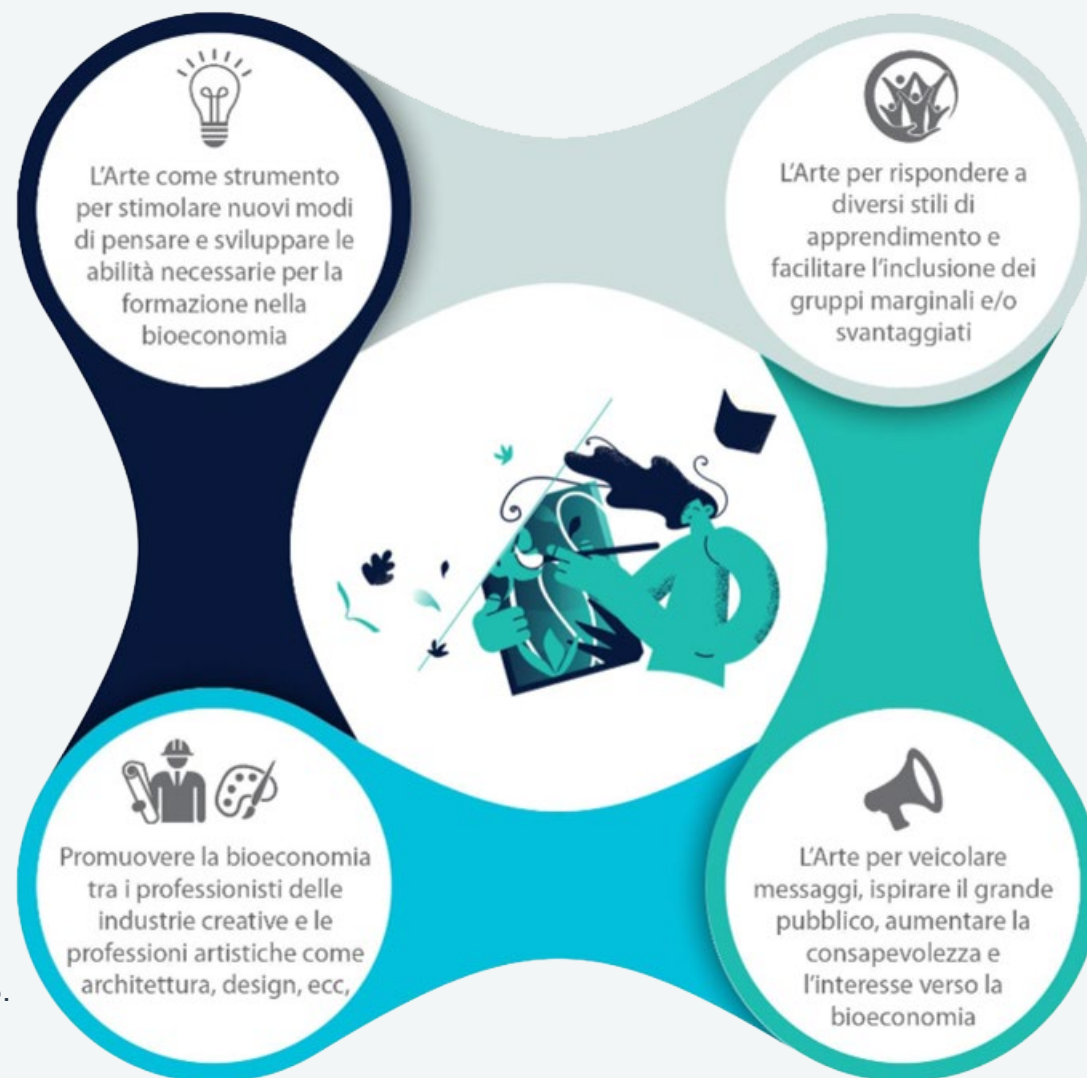 L'Arte come strumento
per stimolare nuovi modi
di pensare e sviluppare le
abilità necessarie per la
formazione nella
bioeconomia
L'Arte per rispondere a
diversi stili di
apprendimento e
facilitare l'inclusione dei
gruppi marginali e/o
svantaggiati
Promuovere la bioeconomia
tra i professionisti delle
industrie creative e le
professioni artistiche come
architettura, design, ecc,
L'Arte per veicolare
messaggi, ispirare il grande
pubblico, aumentare la
consapevolezza e
l'interesse verso la
bioeconomia